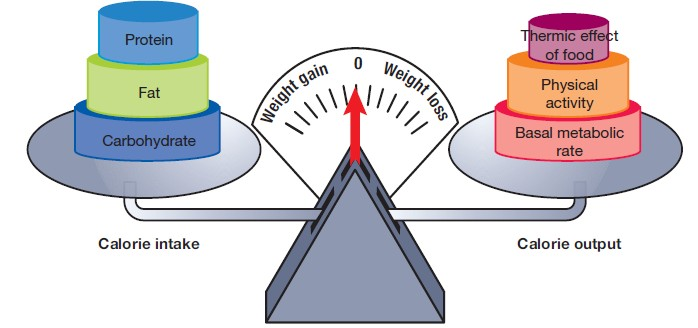 Protein
Fat
Carbohydrate
Calorie intake
Weight gain
0
Weight loss
Thermic effect
of food
Physical
activity
Basal metabolic
rate
Calorie output